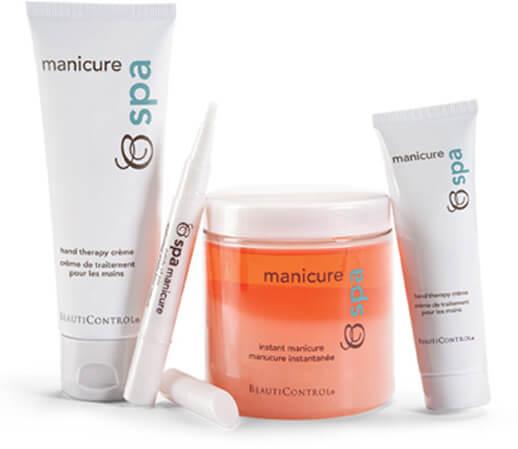 manicure
spa
hand therapy crème
crème de traitement
pour les mains
BEAUTICONTROL®
spa manicure
manicure
spa
instant manicure
manucure instantanée
BEAUTICONTROL®
manicure
spa
hand therapy crème
crème de traitement
pour les mains
BEAUTICONTROL®